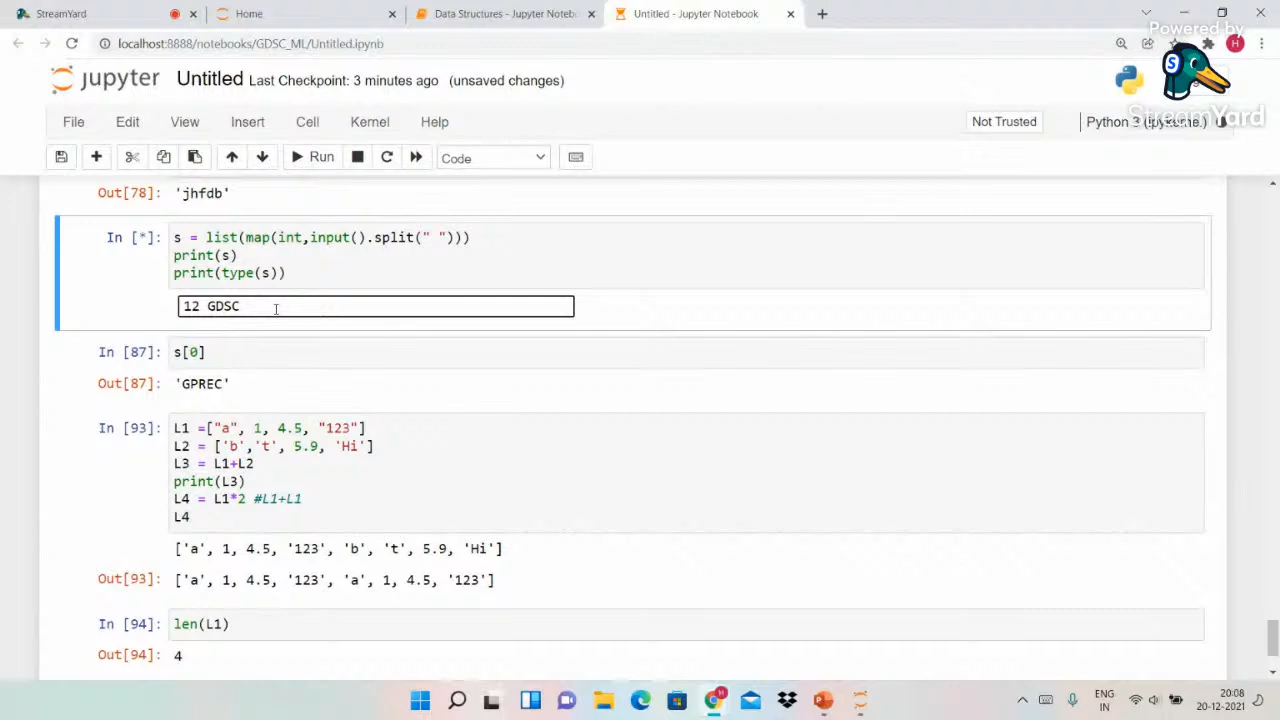 StreamYard
Home
Data Structures - Jupyter Noteb
Untitled - Jupyter Notebook
Powered by
localhost:8888/notebooks/GDSC_ML/Untitled.ipynb
H
S
StreamYard
jupyter Untitled Last Checkpoint: 3 minutes ago (unsaved changes)
File Edit View Insert Cell Kernel Help
Not Trusted
Python 3
Run
Code
Out[78]: 'jhfdb'
In [*]: s = list(map(int,input().split(" ")))
print(s)
print(type(s))
12 GDSC
In [87]: s[0]
Out[87]: 'GPREC'
In [93]: L1 =["a", 1, 4.5, "123"]
L2 = ['b','t', 5.9, 'Hi']
L3 = L1+L2
print(L3)
L4 = L1*2 #L1+L1
L4
['a', 1, 4.5, '123', 'b', 't', 5.9, 'Hi']
Out[93]: ['a', 1, 4.5, '123', 'a', 1, 4.5, '123']
In [94]: len(L1)
Out[94]: 4
ENG
IN
20:08
20-12-2021